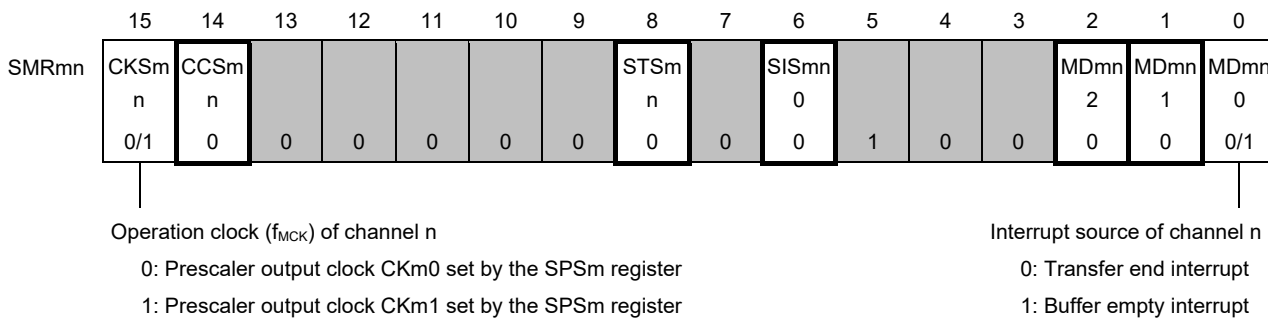 15 14 13 12 11 10 9 8 7 6 5 4 3 2 1 0
SMRmn CKSm CCSm STSm SISmn MDmn MDmn MDmn
n n n 0 2 1 0
0/1 0 0 0 0 0 0 0 0 0 1 0 0 0 0 0/1
Operation clock (fMCK) of channel n Interrupt source of channel n
0: Prescaler output clock CKm0 set by the SPSm register 0: Transfer end interrupt
1: Prescaler output clock CKm1 set by the SPSm register 1: Buffer empty interrupt